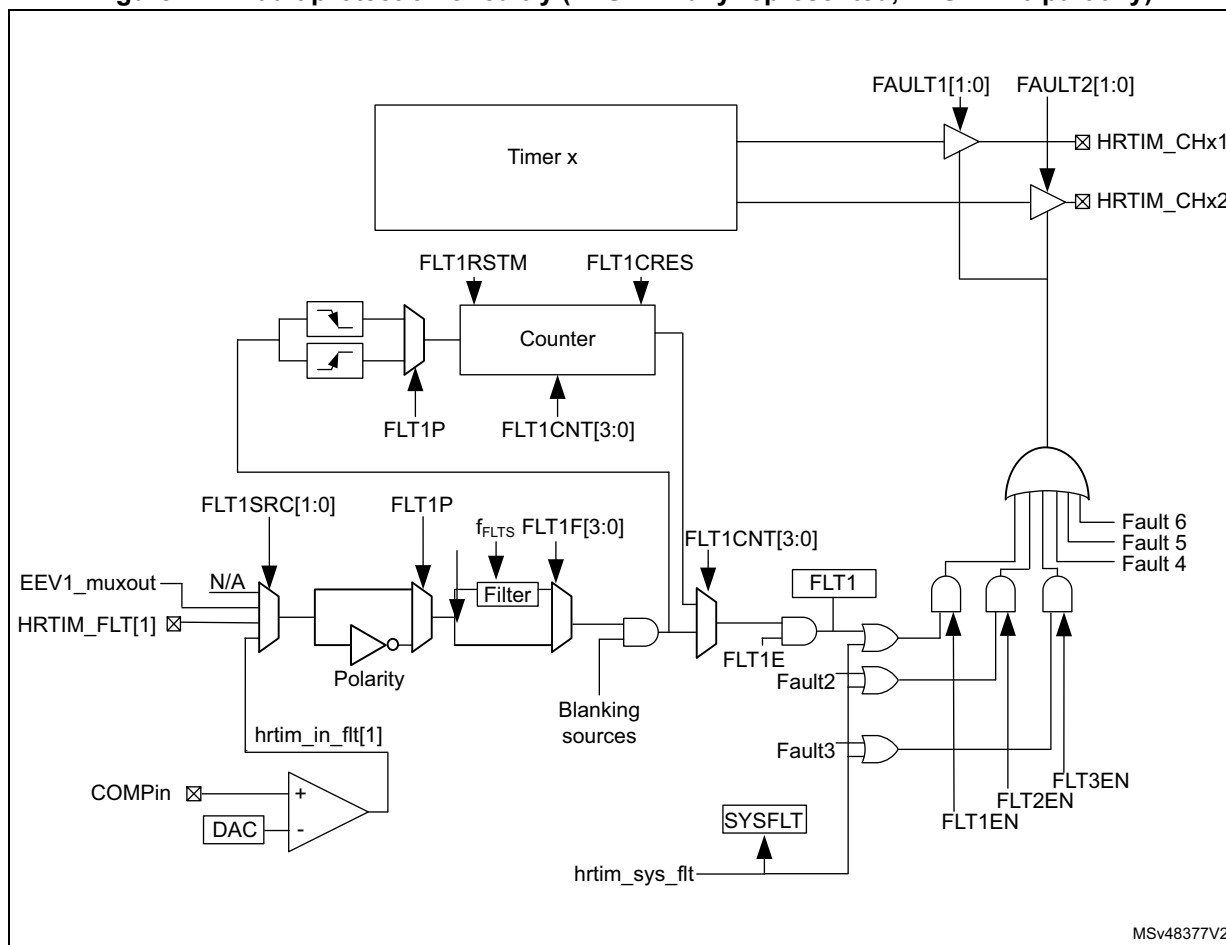 FAULT1[1:0] FAULT2[1:0]
Timer x
HRTIM_CHx1
HRTIM_CHx2
FLT1RSTM FLT1CRES
Counter
FLT1P FLT1CNT[3:0]
FLT1SRC[1:0] FLT1P
fFLTS FLT1F[3:0]
FLT1CNT[3:0]
Fault 6
Fault 5
Fault 4
EEV1_muxout N/A
Filter
FLT1
HRTIM_FLT[1]
Polarity
FLT1E
Fault2
Blanking
sources
Fault3
hrtim_in_flt[1]
COMPin
+
DAC
-
SYSFLT
FLT3EN
FLT2EN
FLT1EN
hrtim_sys_flt
MSv48377V2